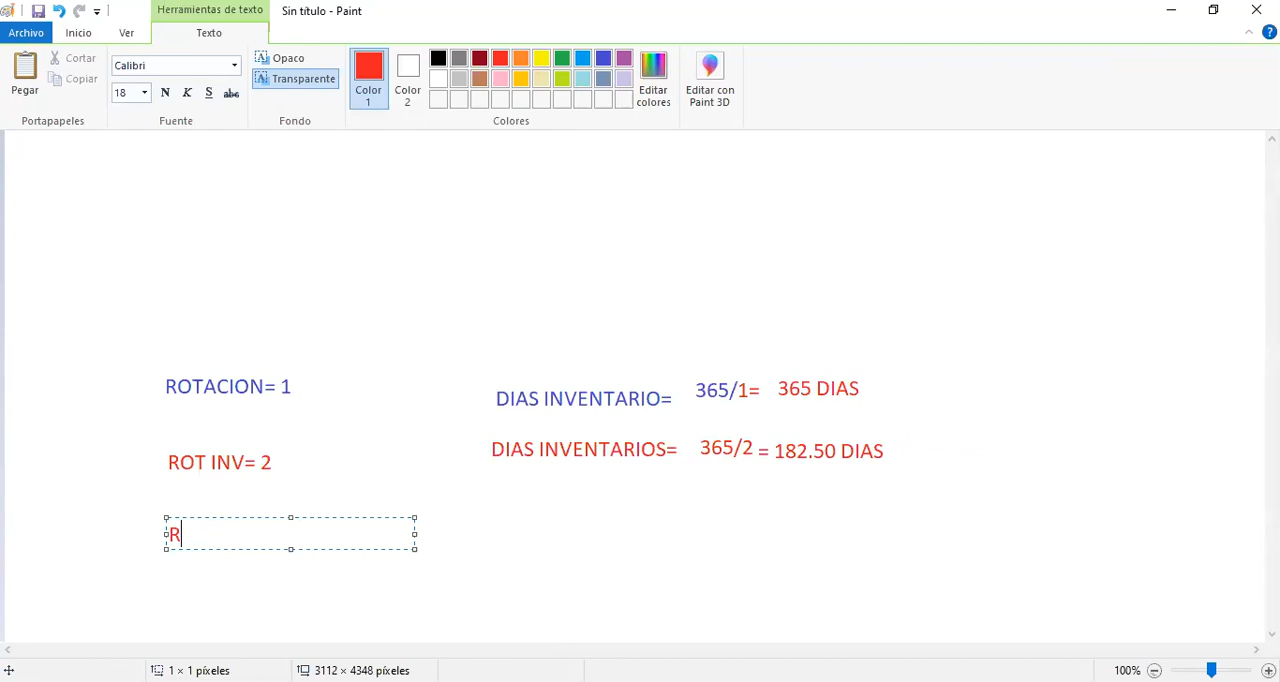 Herramientas de texto
Sin título - Paint
Archivo
Inicio
Ver
Texto
Pegar
Cortar
Copiar
Portapapeles
Calibri
18
N K S abc
Fuente
Opaco
Transparente
Fondo
Color 1
Color 2
Editar colores
Colores
Editar con Paint 3D
ROTACION= 1
DIAS INVENTARIO= 365/1= 365 DIAS
ROT INV= 2
DIAS INVENTARIOS= 365/2 = 182.50 DIAS
R
1 × 1 píxeles
3112 × 4348 píxeles
100%